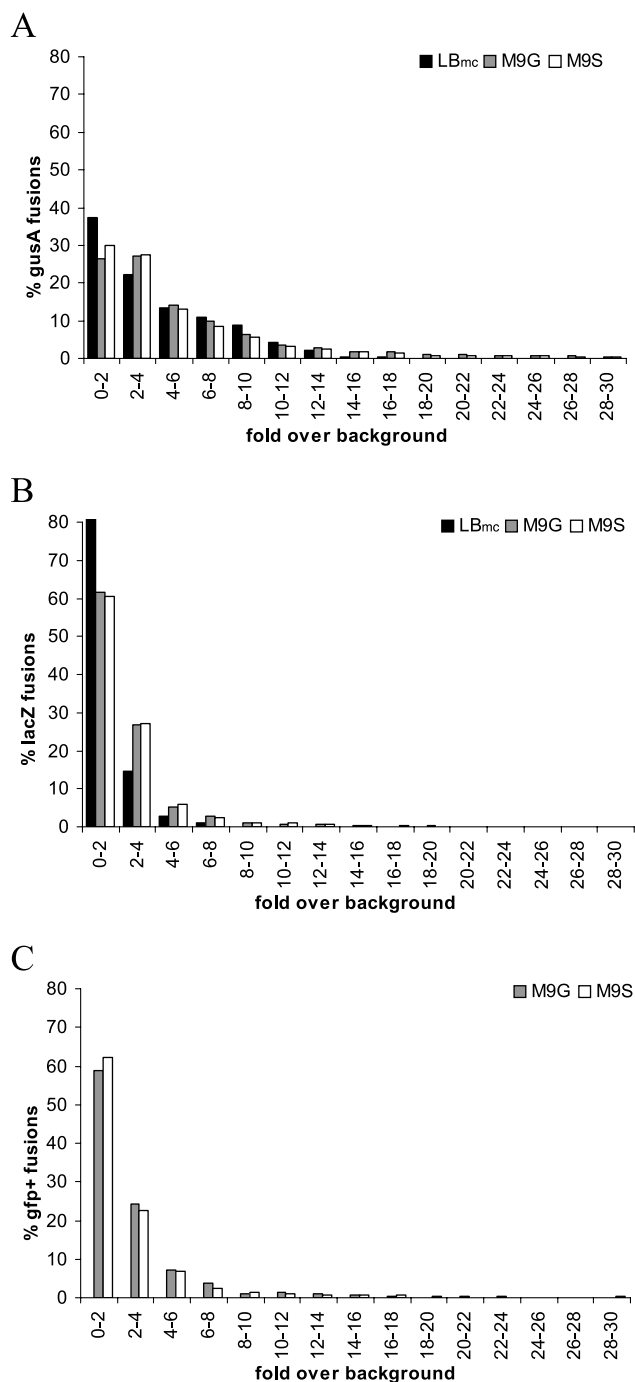 A
80
70
60
50
40
30
20
10
0
% gusA fusions
LBmc M9G M9S
0-2 2-4 4-6 6-8 8-10 10-12 12-14 14-16 16-18 18-20 20-22 22-24 24-26 26-28 28-30
fold over background
B
80
70
60
50
40
30
20
10
0
% lacZ fusions
LBmc M9G M9S
0-2 2-4 4-6 6-8 8-10 10-12 12-14 14-16 16-18 18-20 20-22 22-24 24-26 26-28 28-30
fold over background
C
80
70
60
50
40
30
20
10
0
% gfp+ fusions
M9G M9S
0-2 2-4 4-6 6-8 8-10 10-12 12-14 14-16 16-18 18-20 20-22 22-24 24-26 26-28 28-30
fold over background